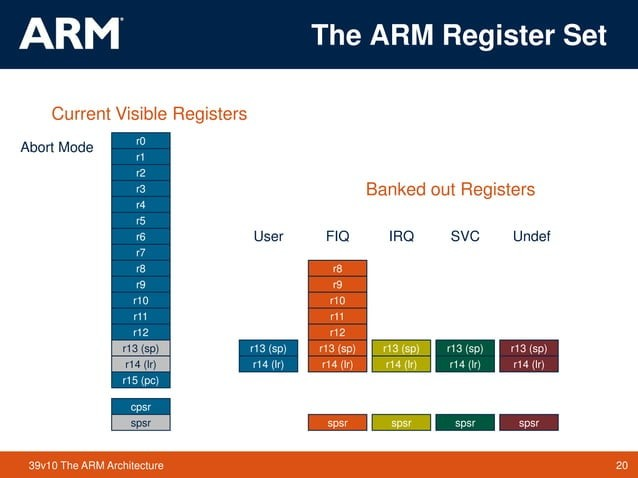 ARM
The ARM Register Set
Current Visible Registers
Abort Mode
r0
r1
r2
r3
r4
r5
r6
r7
r8
r9
r10
r11
r12
r13 (sp)
r14 (lr)
r15 (pc)
cpsr
spsr
Banked out Registers
User FIQ IRQ SVC Undef
r8
r9
r10
r11
r12
r13 (sp) r13 (sp) r13 (sp) r13 (sp) r13 (sp)
r14 (lr) r14 (lr) r14 (lr) r14 (lr) r14 (lr)
spsr spsr spsr spsr
39v10 The ARM Architecture 20